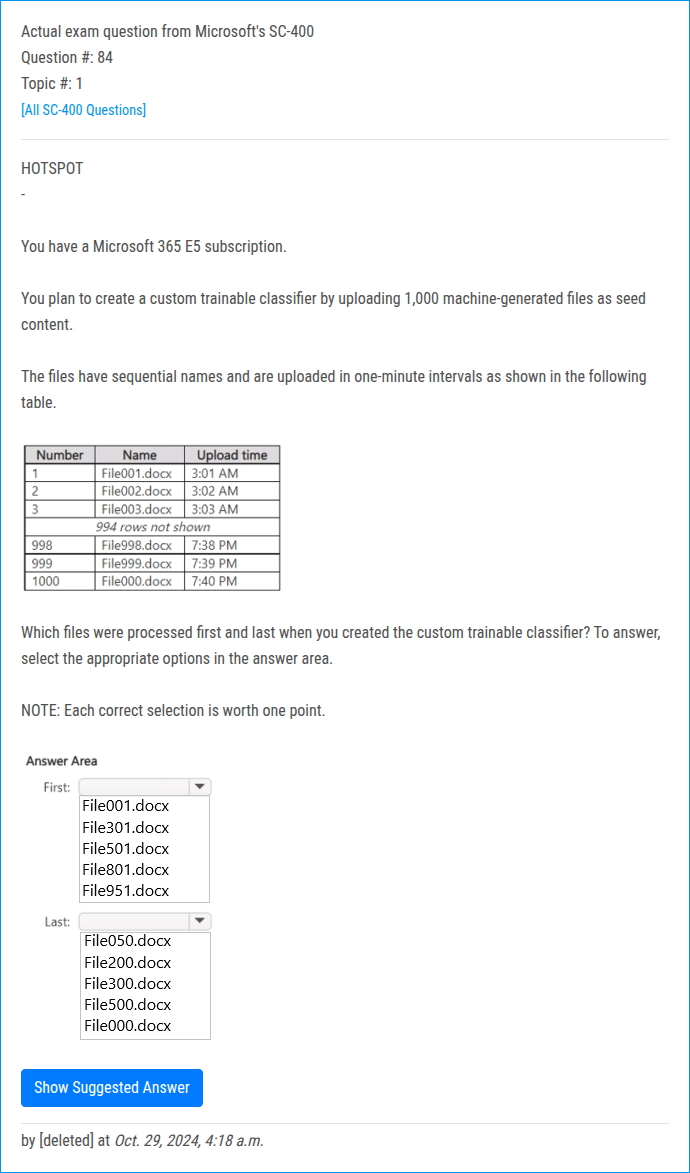 Actual exam question from Microsoft's SC-400
Question #: 84
Topic #: 1
[All SC-400 Questions]
HOTSPOT
-
You have a Microsoft 365 E5 subscription.
You plan to create a custom trainable classifier by uploading 1,000 machine-generated files as seed
content.
The files have sequential names and are uploaded in one-minute intervals as shown in the following
table.
Number Name Upload time
1 File001.docx 3:01 AM
2 File002.docx 3:02 AM
3 File003.docx 3:03 AM
994 rows not shown
998 File998.docx 7:38 PM
999 File999.docx 7:39 PM
1000 File000.docx 7:40 PM
Which files were processed first and last when you created the custom trainable classifier? To answer,
select the appropriate options in the answer area.
NOTE: Each correct selection is worth one point.
Answer Area
First:
File001.docx
File301.docx
File501.docx
File801.docx
File951.docx
Last:
File050.docx
File200.docx
File300.docx
File500.docx
File000.docx
Show Suggested Answer
by [deleted] at Oct. 29, 2024, 4:18 a.m.